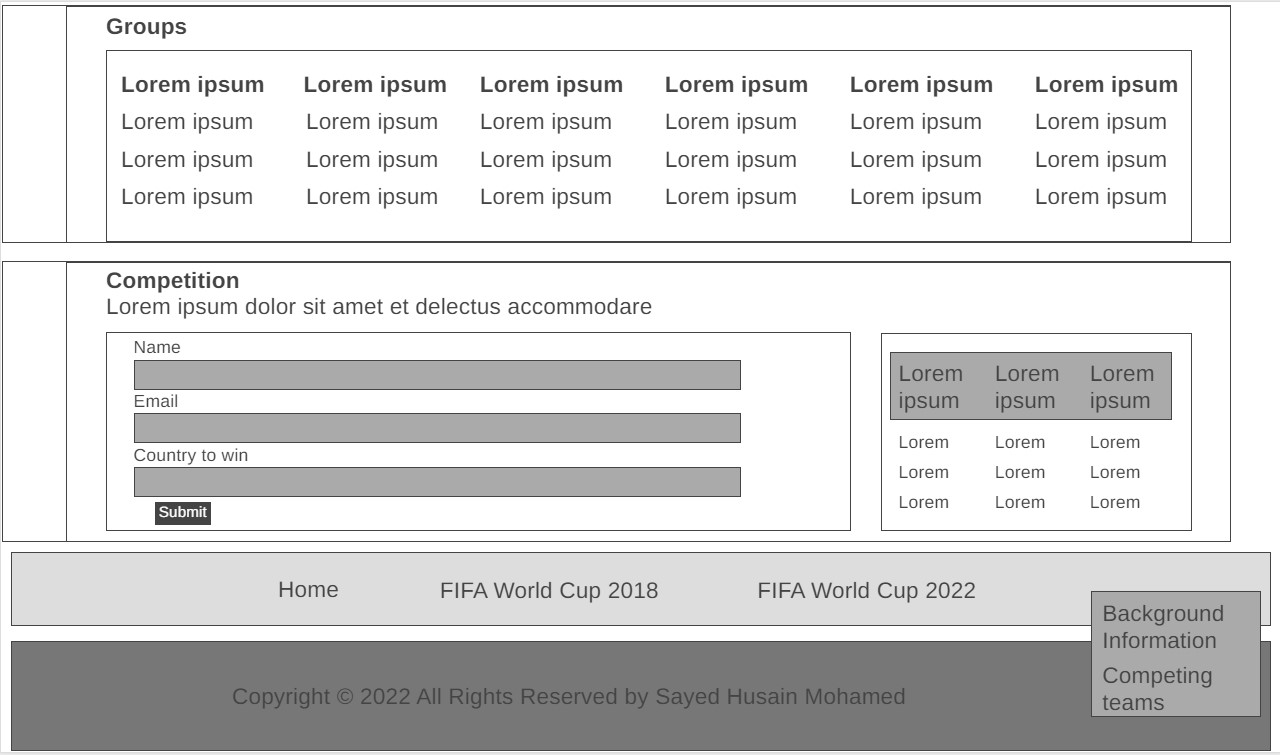 Groups
Lorem ipsum Lorem ipsum Lorem ipsum Lorem ipsum Lorem ipsum Lorem ipsum
Lorem ipsum Lorem ipsum Lorem ipsum Lorem ipsum Lorem ipsum Lorem ipsum
Lorem ipsum Lorem ipsum Lorem ipsum Lorem ipsum Lorem ipsum Lorem ipsum
Lorem ipsum Lorem ipsum Lorem ipsum Lorem ipsum Lorem ipsum Lorem ipsum
Competition
Lorem ipsum dolor sit amet et delectus accommodare
Name
Email
Country to win
Submit
Lorem Lorem Lorem
ipsum ipsum ipsum
Lorem Lorem Lorem
Lorem Lorem Lorem
Lorem Lorem Lorem
Home FIFA World Cup 2018 FIFA World Cup 2022
Background
Information
Competing
teams
Copyright © 2022 All Rights Reserved by Sayed Husain Mohamed